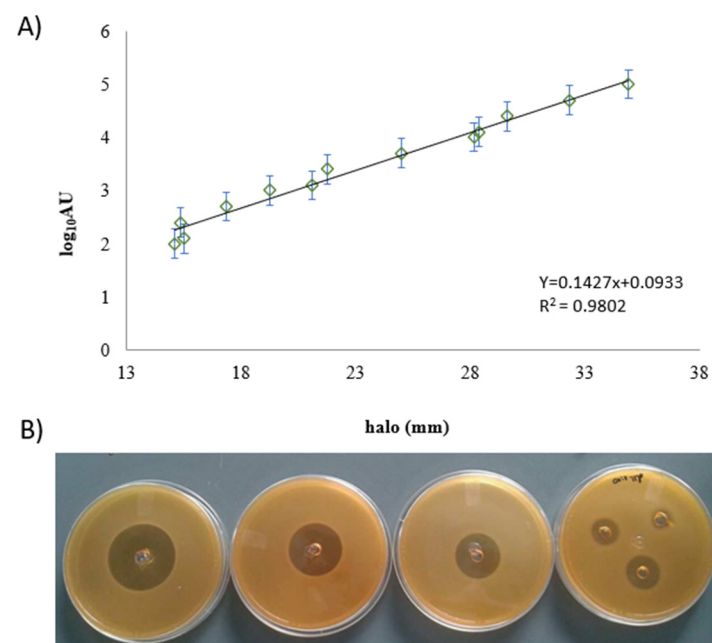 A)
6
5
4
3
2
1
0
log10AU
Y=0.1427x+0.0933
R2 = 0.9802
13 18 23 28 33 38
halo (mm)
B)